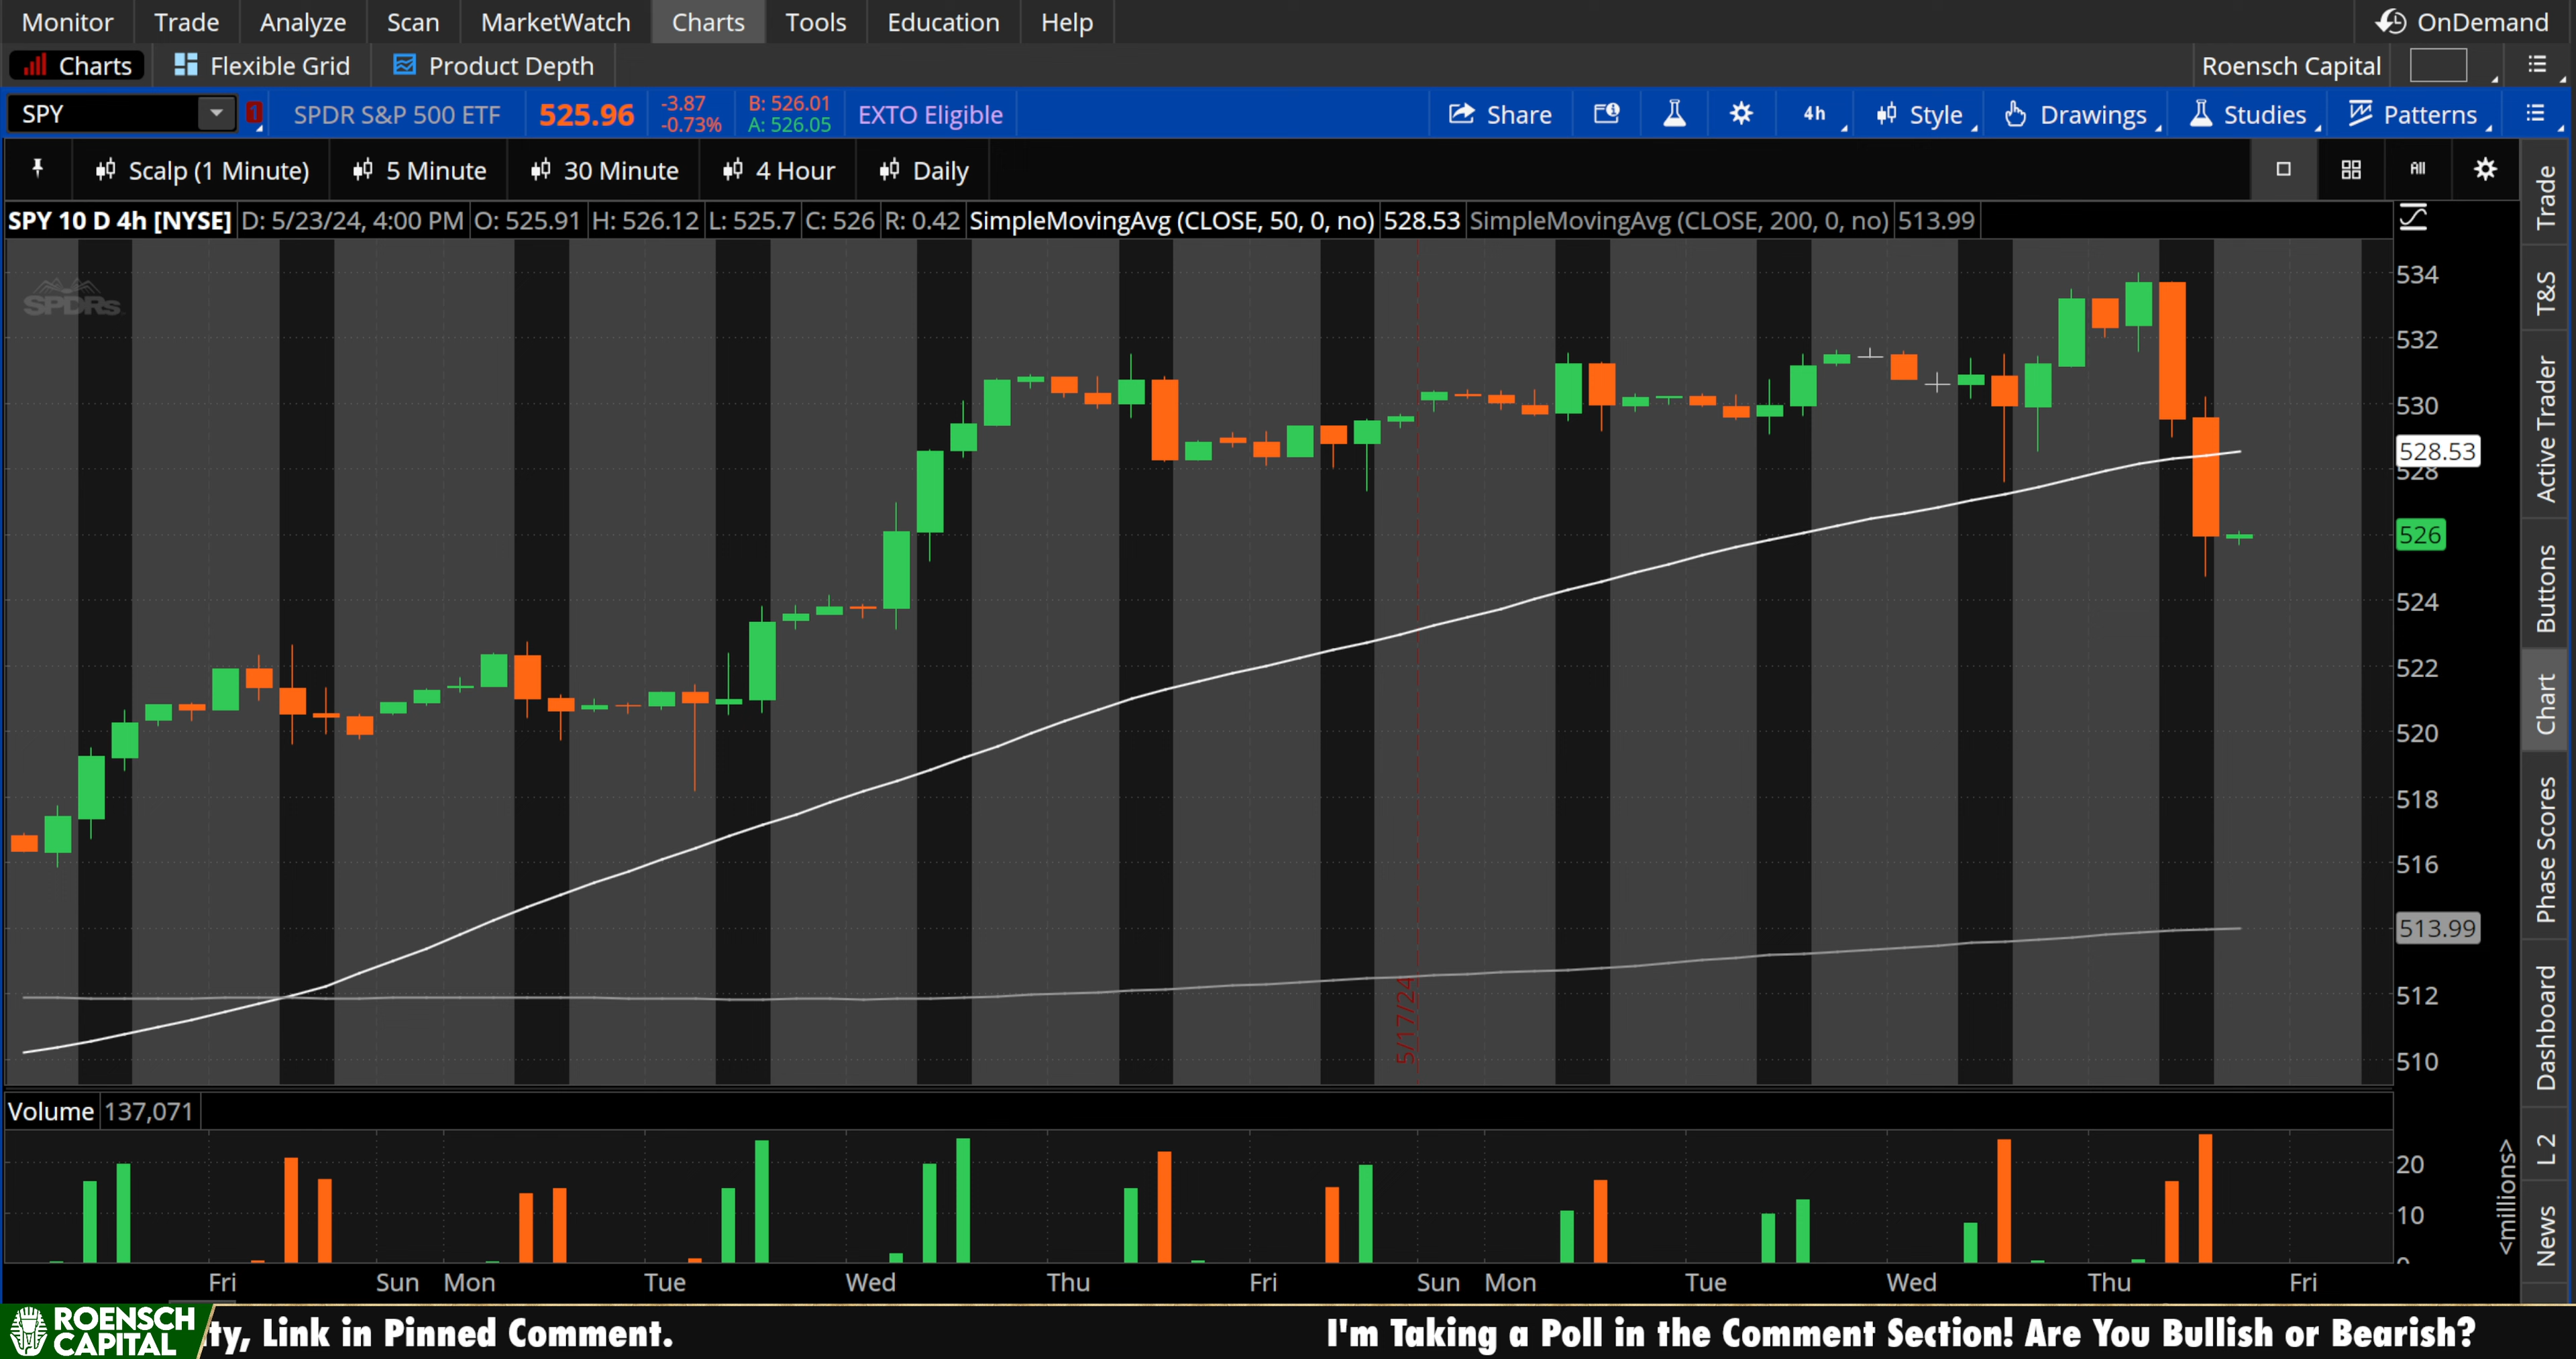 Monitor Trade Analyze Scan MarketWatch Charts Tools Education Help OnDemand
Charts Flexible Grid Product Depth Roensch Capital
SPY 1 SPDR S&P 500 ETF 525.96 -3.87 -0.73% B: 526.01 A: 526.05 EXTO Eligible Share 4h Style Drawings Studies Patterns
Scalp (1 Minute) 5 Minute 30 Minute 4 Hour Daily All
SPY 10 D 4h [NYSE] D: 5/23/24, 4:00 PM O: 525.91 H: 526.12 L: 525.7 C: 526 R: 0.42 SimpleMovingAvg (CLOSE, 50, 0, no) 528.53 SimpleMovingAvg (CLOSE, 200, 0, no) 513.99
SPDRs
534
532
530
528.53
528
526
524
522
520
518
516
513.99
512
510
5/17/24
Volume 137,071
20
10
0
<millions>
Fri Sun Mon Tue Wed Thu Fri Sun Mon Tue Wed Thu Fri
Trade
T&S
Active Trader
Buttons
Chart
Phase Scores
Dashboard
L 2
News
ROENSCH
CAPITAL
ty, Link in Pinned Comment. I'm Taking a Poll in the Comment Section! Are You Bullish or Bearish?